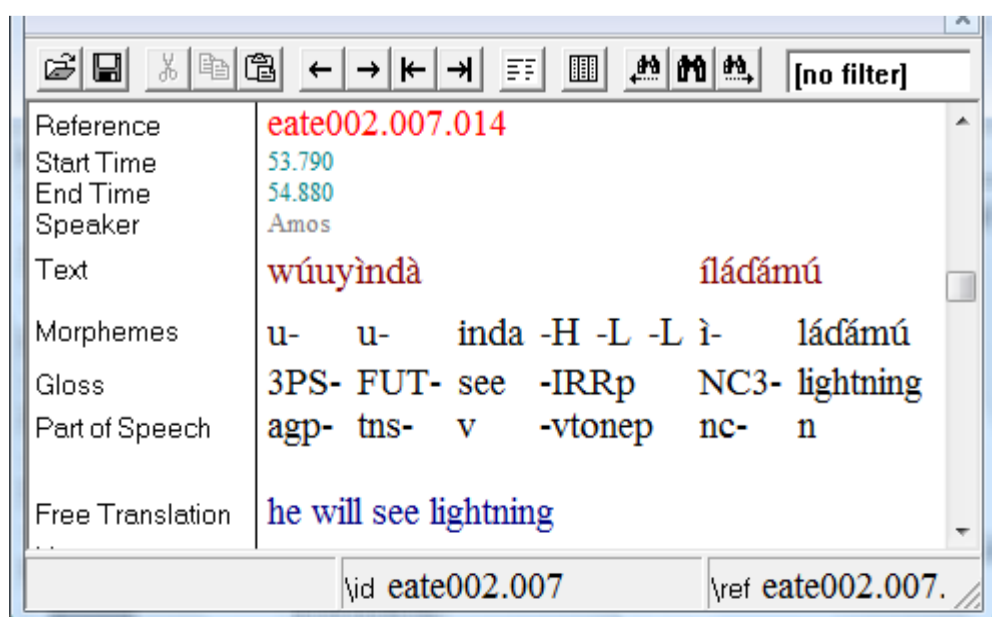 [no filter]
Reference eate002.007.014
Start Time 53.790
End Time 54.880
Speaker Amos
Text wúuyìndà íláɗámú
Morphemes u- u- inda -H -L -L ì- láɗámú
Gloss 3PS- FUT- see -IRRp NC3- lightning
Part of Speech agp- tns- v -vtonep nc- n
Free Translation he will see lightning
\id eate002.007 \ref eate002.007.